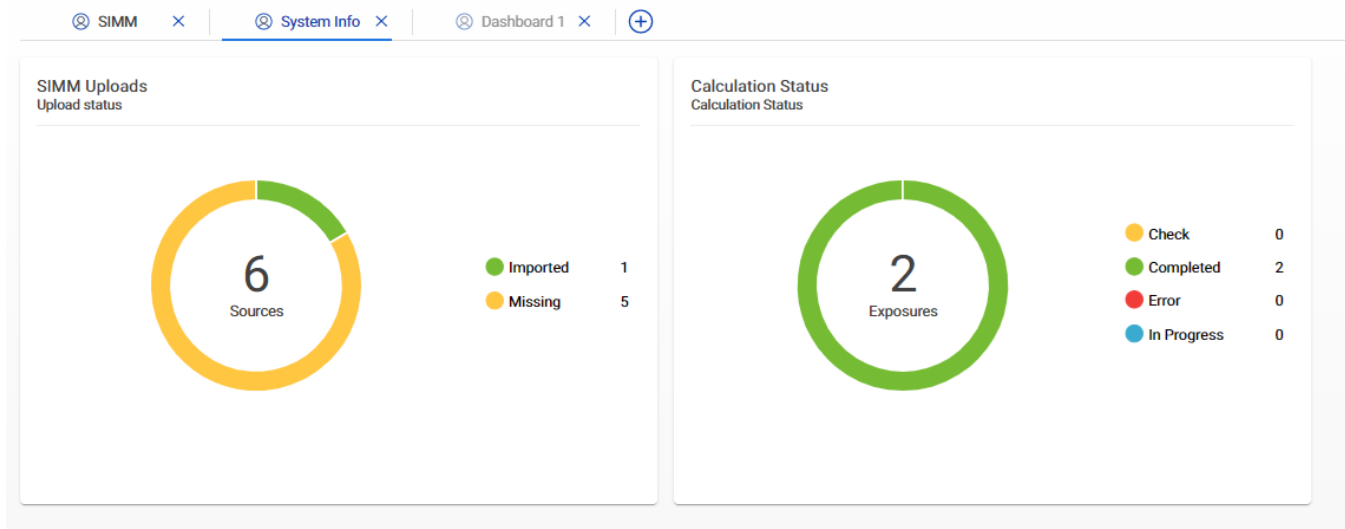 SIMM System Info Dashboard 1
SIMM Uploads
Upload status
6
Sources
Imported 1
Missing 5
Calculation Status
Calculation Status
2
Exposures
Check 0
Completed 2
Error 0
In Progress 0